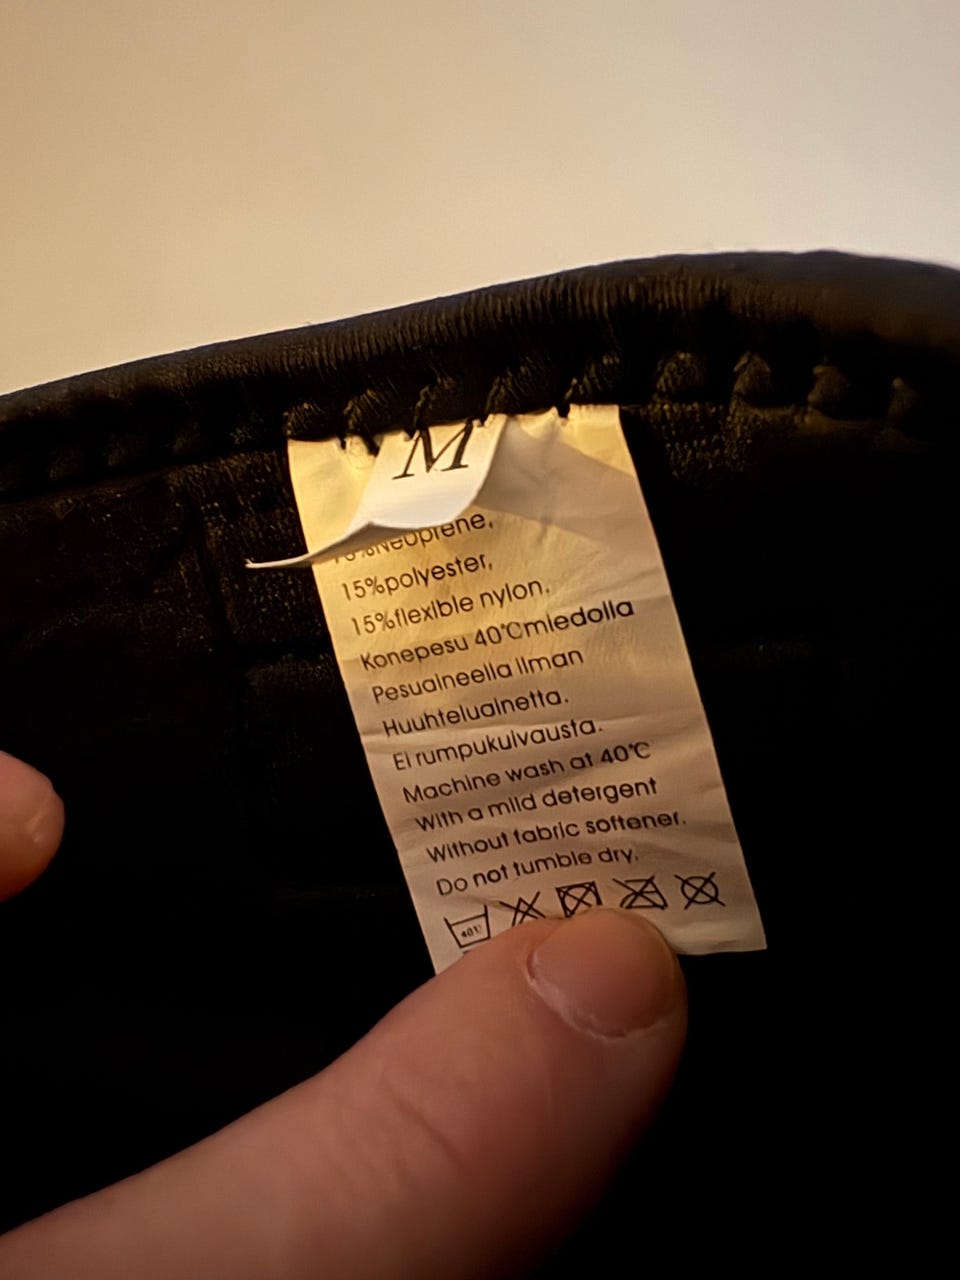 M
15%polyester,
15%flexible nylon.
Konepesu 40℃miedolla
Pesuaineella ilman
Huuhteluainetta.
Ei rumpukuivausta.
Machine wash at 40℃
With a mild detergent
Without fabric softener.
Do not tumble dry.
40℃